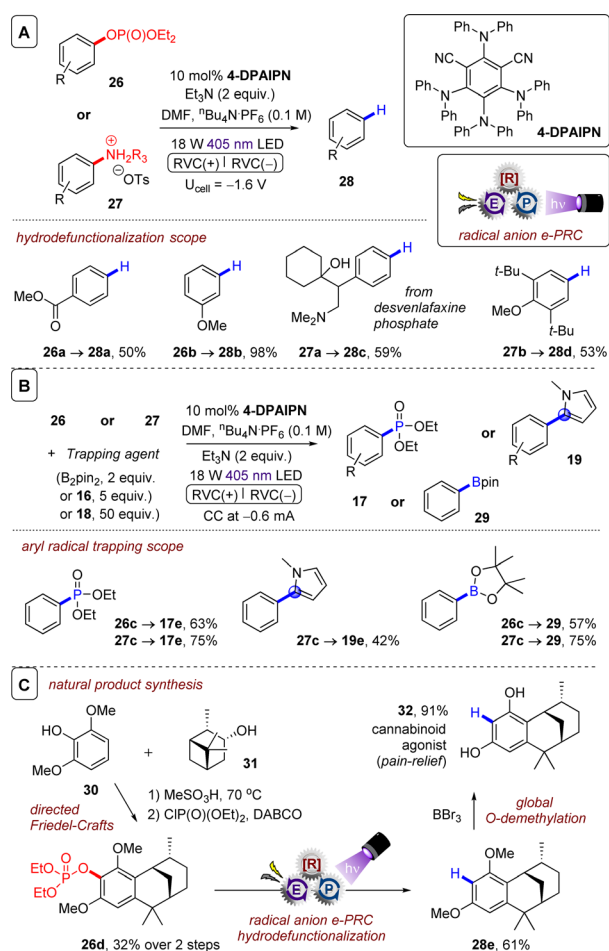 A
OP(O)(OEt)2
R
26
or
NH2R3
⊕
⊖OTs
R
27
10 mol% 4-DPAIPN
Et3N (2 equiv.)
DMF, nBu4N·PF6 (0.1 M)
18 W 405 nm LED
RVC(+) | RVC(−)
Ucell = −1.6 V
H
R
28
NPh2
CN
4-DPAIPN
[R]
E
P
hν
radical anion e-PRC
hydrodefunctionalization scope
H
MeO
O
26a → 28a, 50%
H
OMe
26b → 28b, 98%
OH
H
Me2N
from
desvenlafaxine
phosphate
27a → 28c, 59%
t-Bu
H
MeO
t-Bu
27b → 28d, 53%
B
26 or 27
+ Trapping agent
(B2pin2, 2 equiv.
or 16, 5 equiv.)
or 18, 50 equiv.)
10 mol% 4-DPAIPN
DMF, nBu4N·PF6 (0.1 M)
Et3N (2 equiv.)
18 W 405 nm LED
RVC(+) | RVC(−)
CC at −0.6 mA
O
P
OEt
OEt
R
17
or
N
R
19
or
Bpin
29
aryl radical trapping scope
O
P
OEt
OEt
26c → 17e, 63%
27c → 17e, 75%
N
27c → 19e, 42%
O
B
O
26c → 29, 57%
27c → 29, 75%
C
natural product synthesis
OMe
HO
MeO
30
+
OH
31
directed
Friedel-Crafts
1) MeSO3H, 70 °C
2) ClP(O)(OEt)2, DABCO
32, 91%
cannabinoid
agonist
(pain-relief)
OH
H
HO
BBr3
global
O-demethylation
EtO
O
P
EtO
O
OMe
MeO
26d, 32% over 2 steps
[R]
E
P
hν
radical anion e-PRC
hydrodefunctionalization
OMe
H
MeO
28e, 61%